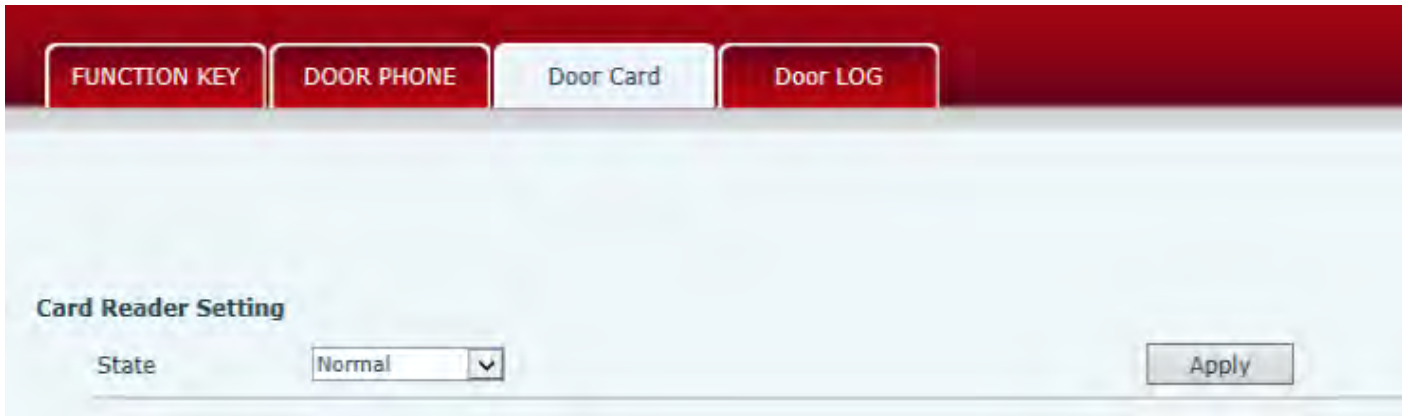 FUNCTION KEY DOOR PHONE Door Card Door LOG
Card Reader Setting
State Normal Apply